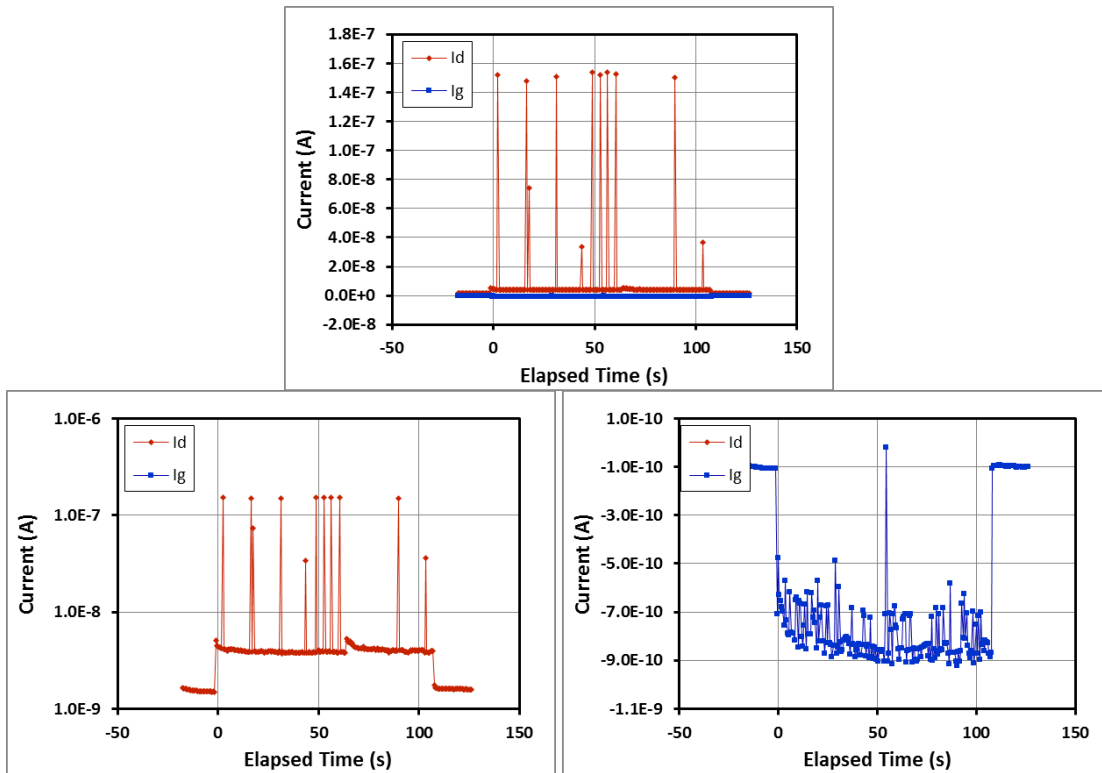 1.8E-7
1.6E-7
1.4E-7
1.2E-7
1.0E-7
8.0E-8
6.0E-8
4.0E-8
2.0E-8
0.0E+0
-2.0E-8
Current (A)
Id
Ig
-50 0 50 100 150
Elapsed Time (s)
1.0E-6
1.0E-7
1.0E-8
1.0E-9
Current (A)
Id
Ig
-50 0 50 100 150
Elapsed Time (s)
1.0E-10
-1.0E-10
-3.0E-10
-5.0E-10
-7.0E-10
-9.0E-10
-1.1E-9
Current (A)
Id
Ig
-50 0 50 100 150
Elapsed Time (s)